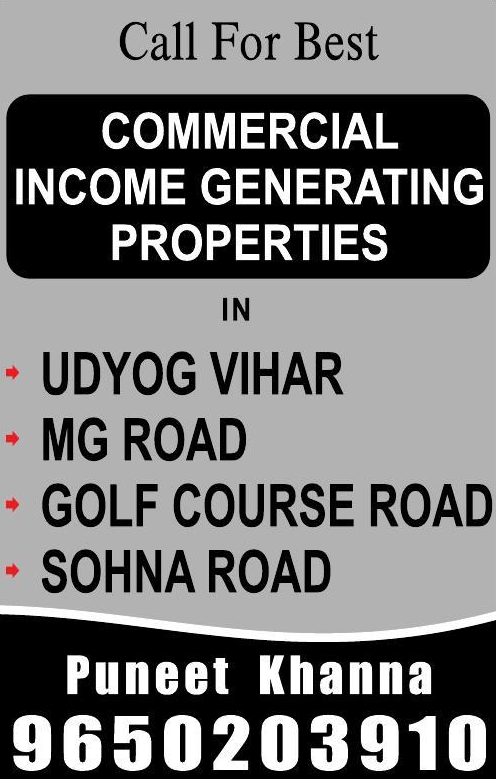 Call For Best
COMMERCIAL
INCOME GENERATING
PROPERTIES
IN
UDYOG VIHAR
MG ROAD
GOLF COURSE ROAD
SOHNA ROAD
Puneet Khanna
9650203910